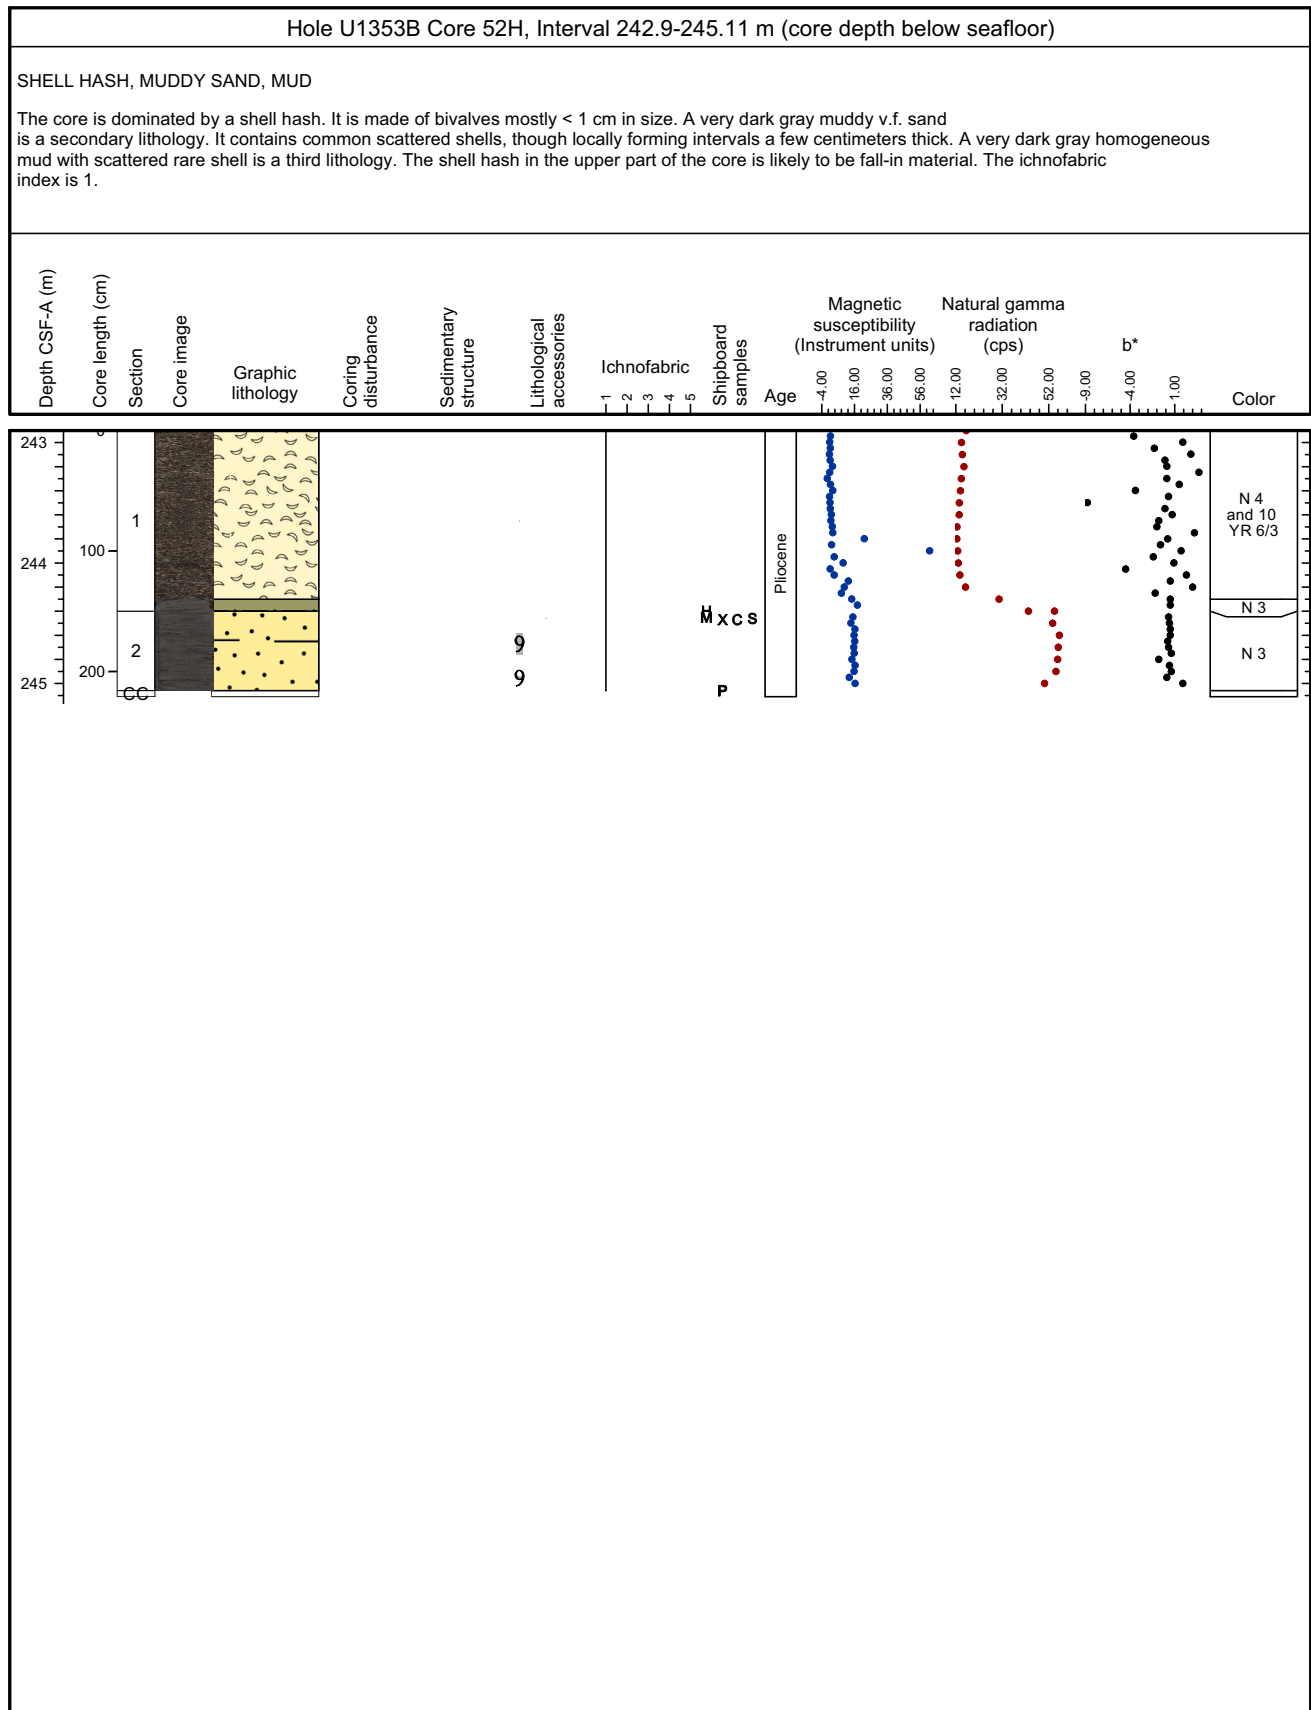 Hole U1353B Core 52H, Interval 242.9-245.11 m (core depth below seafloor)
SHELL HASH, MUDDY SAND, MUD
The core is dominated by a shell hash. It is made of bivalves mostly < 1 cm in size. A very dark gray muddy v.f. sand
is a secondary lithology. It contains common scattered shells, though locally forming intervals a few centimeters thick. A very dark gray homogeneous
mud with scattered rare shell is a third lithology. The shell hash in the upper part of the core is likely to be fall-in material. The ichnofabric
index is 1.
Depth CSF-A (m)
Core length (cm)
Section
Core image
Graphic
lithology
Coring
disturbance
Sedimentary
structure
Lithological
accessories
Ichnofabric
1 2 3 4 5
Shipboard
samples
Age
Magnetic
susceptibility
(Instrument units)
-4.00 16.00 36.00 56.00
Natural gamma
radiation
(cps)
12.00 32.00 52.00
b*
-9.00 -4.00 1.00
Color
243
244
245
0
100
200
1
2
CC
H
M X C S
P
Pliocene
N 4
and 10
YR 6/3
N 3
N 3